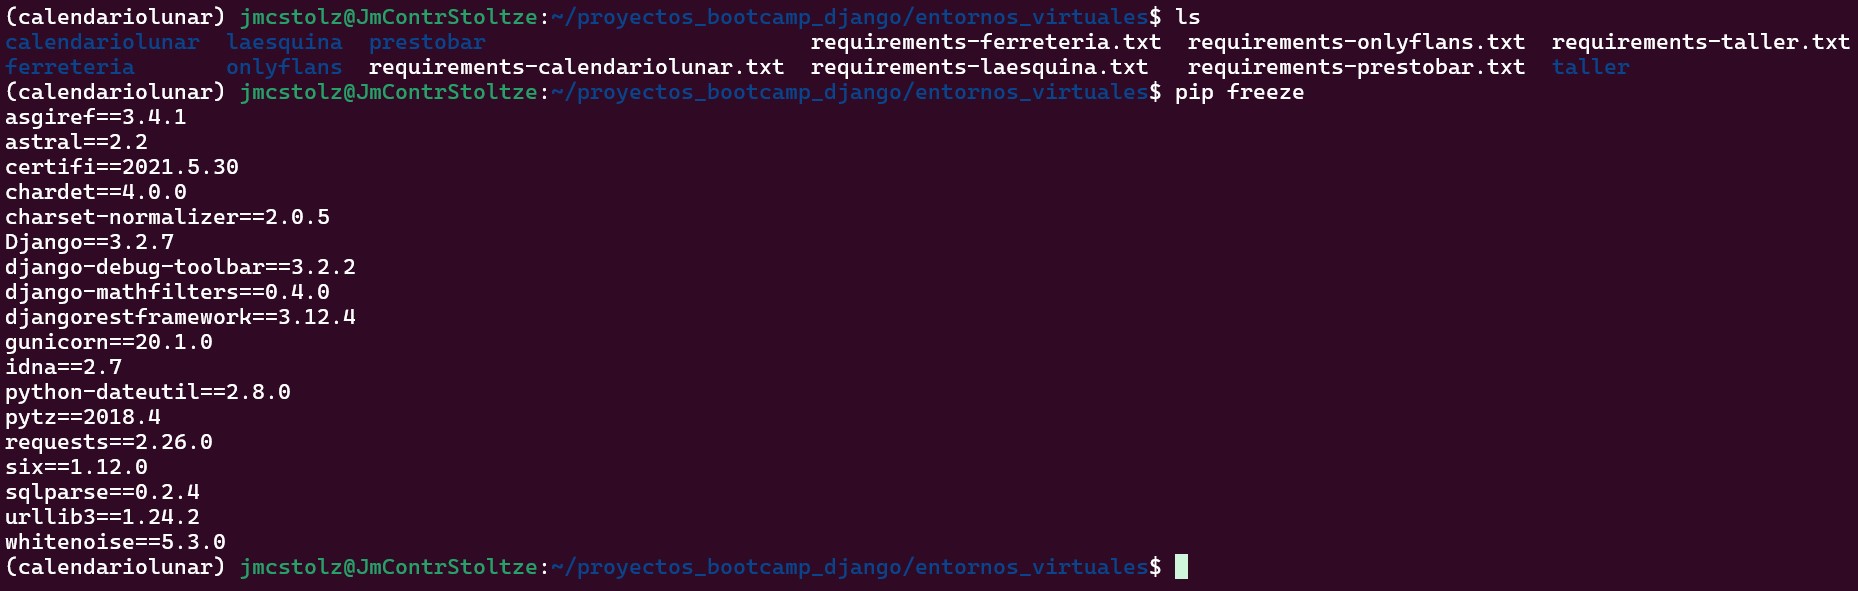 (calendariolunar) jmcstolz@JmContrStoltze:~/proyectos_bootcamp_django/entornos_virtuales$ ls
calendariolunar  laesquina  prestobar                         requirements-ferreteria.txt  requirements-onlyflans.txt  requirements-taller.txt
ferreteria       onlyflans  requirements-calendariolunar.txt  requirements-laesquina.txt   requirements-prestobar.txt  taller
(calendariolunar) jmcstolz@JmContrStoltze:~/proyectos_bootcamp_django/entornos_virtuales$ pip freeze
asgiref==3.4.1
astral==2.2
certifi==2021.5.30
chardet==4.0.0
charset-normalizer==2.0.5
Django==3.2.7
django-debug-toolbar==3.2.2
django-mathfilters==0.4.0
djangorestframework==3.12.4
gunicorn==20.1.0
idna==2.7
python-dateutil==2.8.0
pytz==2018.4
requests==2.26.0
six==1.12.0
sqlparse==0.2.4
urllib3==1.24.2
whitenoise==5.3.0
(calendariolunar) jmcstolz@JmContrStoltze:~/proyectos_bootcamp_django/entornos_virtuales$